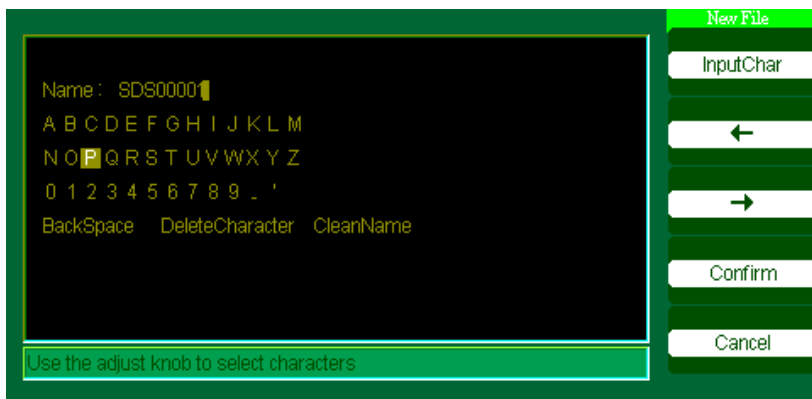 New File
InputChar
Name: SDS00001
A B C D E F G H I J K L M
N O P Q R S T U V W X Y Z
0 1 2 3 4 5 6 7 8 9 _ '
BackSpace DeleteCharacter CleanName
←
→
Confirm
Cancel
Use the adjust knob to select characters